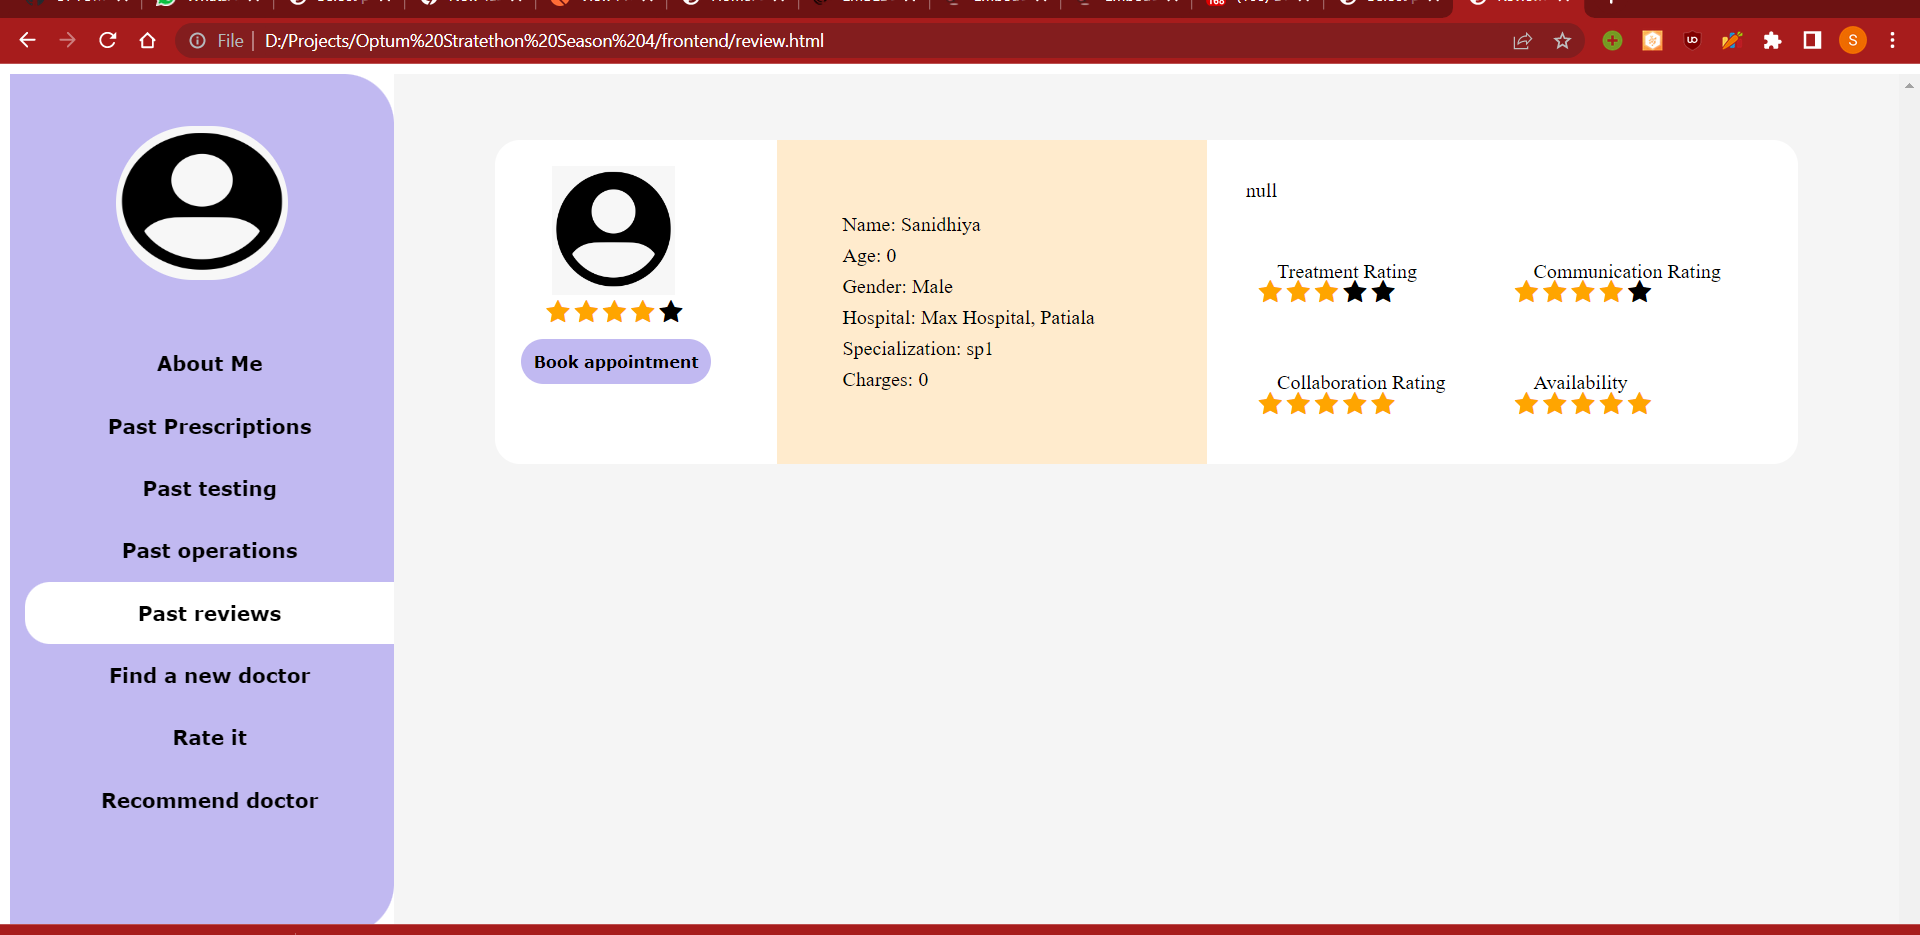 File
D:/Projects/Optum%20Stratethon%20Season%204/frontend/review.html
S
About Me
Past Prescriptions
Past testing
Past operations
Past reviews
Find a new doctor
Rate it
Recommend doctor
Book appointment
Name: Sanidhiya
Age: 0
Gender: Male
Hospital: Max Hospital, Patiala
Specialization: sp1
Charges: 0
null
Treatment Rating
Communication Rating
Collaboration Rating
Availability